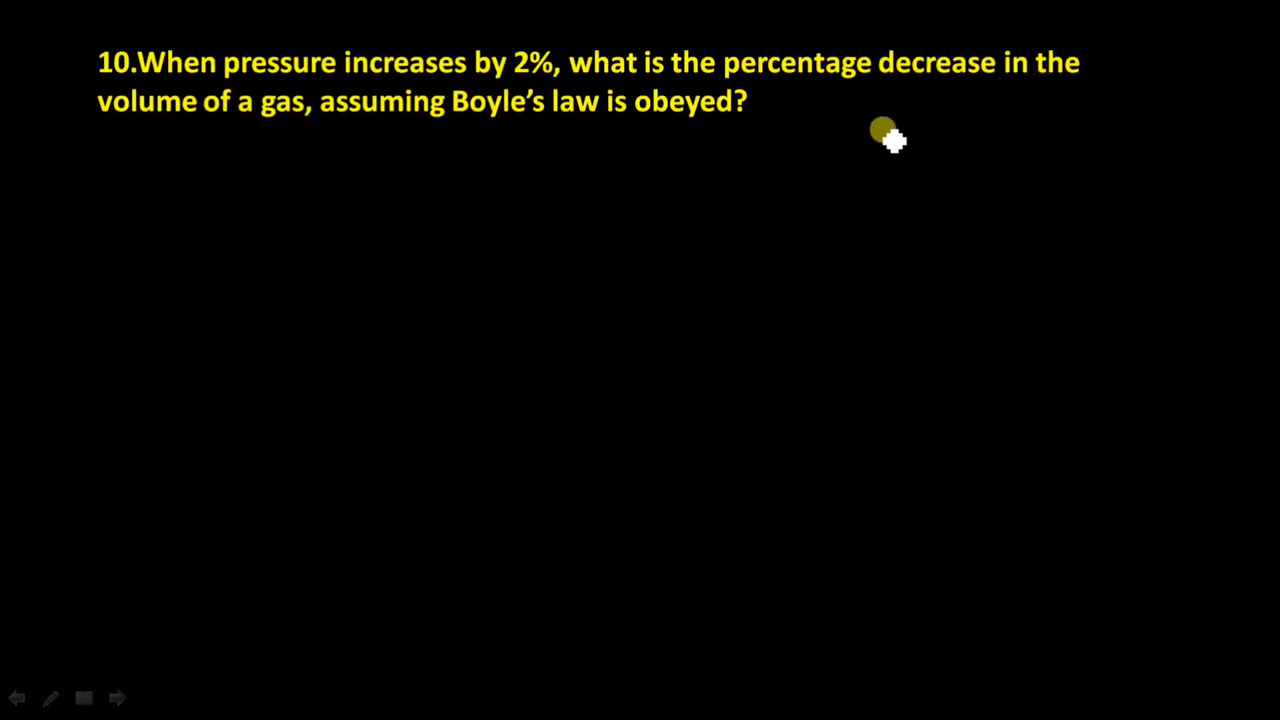 10.When pressure increases by 2%, what is the percentage decrease in the
volume of a gas, assuming Boyle’s law is obeyed?